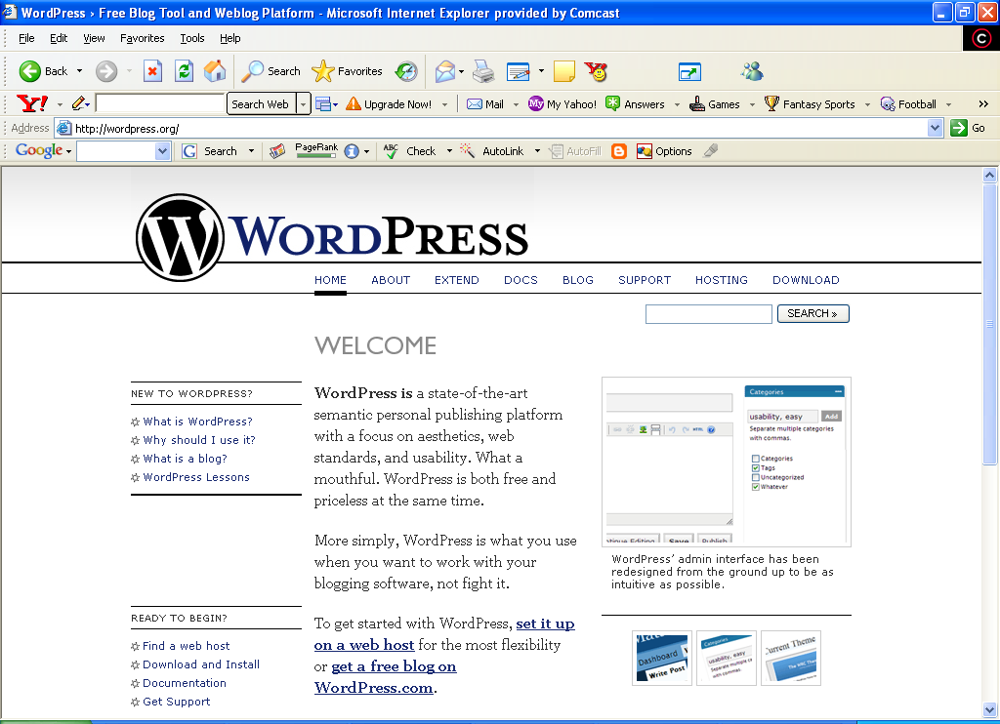 WordPress › Free Blog Tool and Weblog Platform - Microsoft Internet Explorer provided by Comcast
File Edit View Favorites Tools Help
C
Back Search Favorites
Y! Search Web Upgrade Now! Mail My Yahoo! Answers Games Fantasy Sports Football »
Address http://wordpress.org/ Go
Google G Search PageRank ABC Check AutoLink AutoFill Options
W WORDPRESS
HOME ABOUT EXTEND DOCS BLOG SUPPORT HOSTING DOWNLOAD
SEARCH »
WELCOME
NEW TO WORDPRESS?
What is WordPress?
Why should I use it?
What is a blog?
WordPress Lessons
READY TO BEGIN?
Find a web host
Download and Install
Documentation
Get Support
WordPress is a state-of-the-art
semantic personal publishing platform
with a focus on aesthetics, web
standards, and usability. What a
mouthful. WordPress is both free and
priceless at the same time.
More simply, WordPress is what you use
when you want to work with your
blogging software, not fight it.
To get started with WordPress, set it up
on a web host for the most flexibility
or get a free blog on
WordPress.com.
Categories
usability, easy Add
Separate multiple categories
with commas.
Categories
Tags
Uncategorized
Whatever
Editing Save Publish
WordPress' admin interface has been
redesigned from the ground up to be as
intuitive as possible.
Dashboard
Write Post
Categories
usability, easy
Separate multiple
with commas.
Current Theme